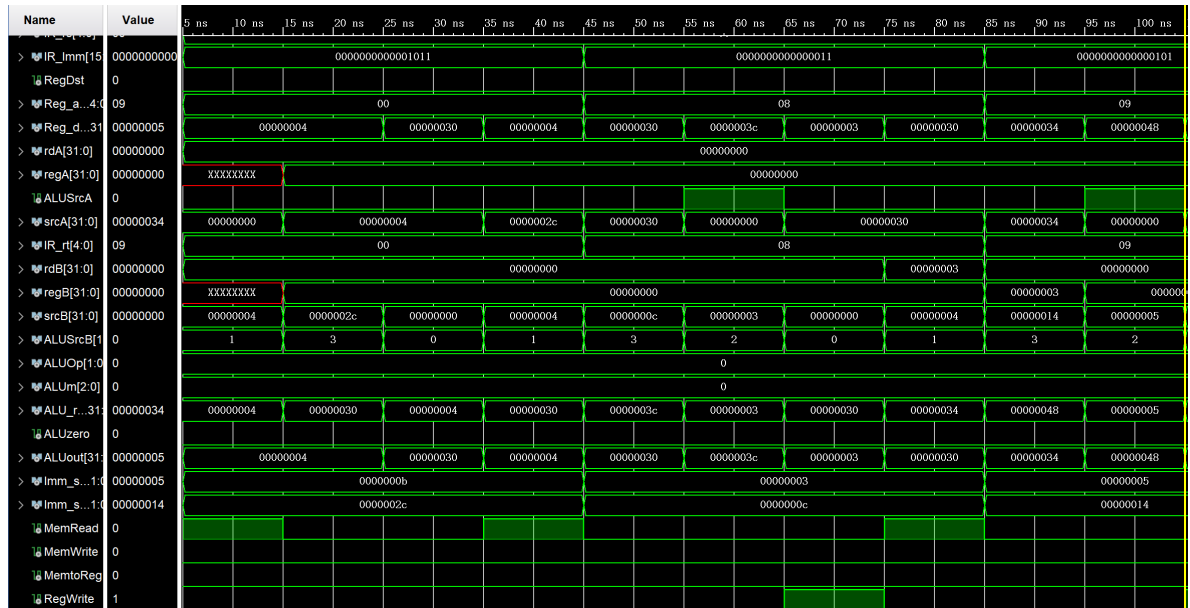 Name Value 5 ns 10 ns 15 ns 20 ns 25 ns 30 ns 35 ns 40 ns 45 ns 50 ns 55 ns 60 ns 65 ns 70 ns 75 ns 80 ns 85 ns 90 ns 95 ns 100 ns
IR_Imm[15 0000000000 0000000000001011 0000000000000011 0000000000000101
RegDst 0
Reg_a...4:0 09 00 08 09
Reg_d...31 00000005 00000004 00000030 00000004 00000030 0000003c 00000003 00000030 00000034 00000048
rdA[31:0] 00000000 00000000
regA[31:0] 00000000 XXXXXXXX 00000000
ALUSrcA 0
srcA[31:0] 00000034 00000000 00000004 0000002c 00000030 00000000 00000030 00000034 00000000
IR_rt[4:0] 09 00 08 09
rdB[31:0] 00000000 00000000 00000003 00000000
regB[31:0] 00000000 XXXXXXXX 00000000 00000003 000000
srcB[31:0] 00000000 00000004 0000002c 00000000 00000004 0000000c 00000003 00000000 00000004 00000014 00000005
ALUSrcB[1 0 1 3 0 1 3 2 0 1 3 2
ALUOp[1:0 0 0
ALUm[2:0] 0 0
ALU_r...31: 00000034 00000004 00000030 00000004 00000030 0000003c 00000003 00000030 00000034 00000048 00000005
ALUzero 0
ALUout[31: 00000005 00000004 00000030 00000004 00000030 0000003c 00000003 00000030 00000034 00000048
Imm_s...1:0 00000005 0000000b 00000003 00000005
Imm_s...1:0 00000014 0000002c 0000000c 00000014
MemRead 0
MemWrite 0
MemtoReg 0
RegWrite 1